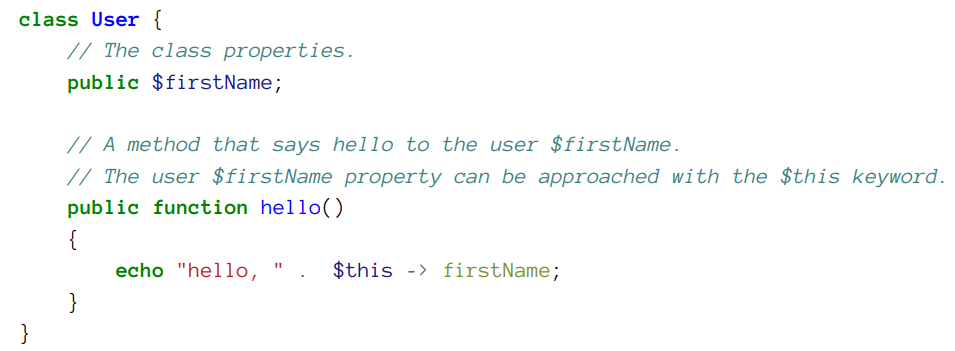 class User {
    // The class properties.
    public $firstName;

    // A method that says hello to the user $firstName.
    // The user $firstName property can be approached with the $this keyword.
    public function hello()
    {
        echo "hello, " .  $this -> firstName;
    }
}